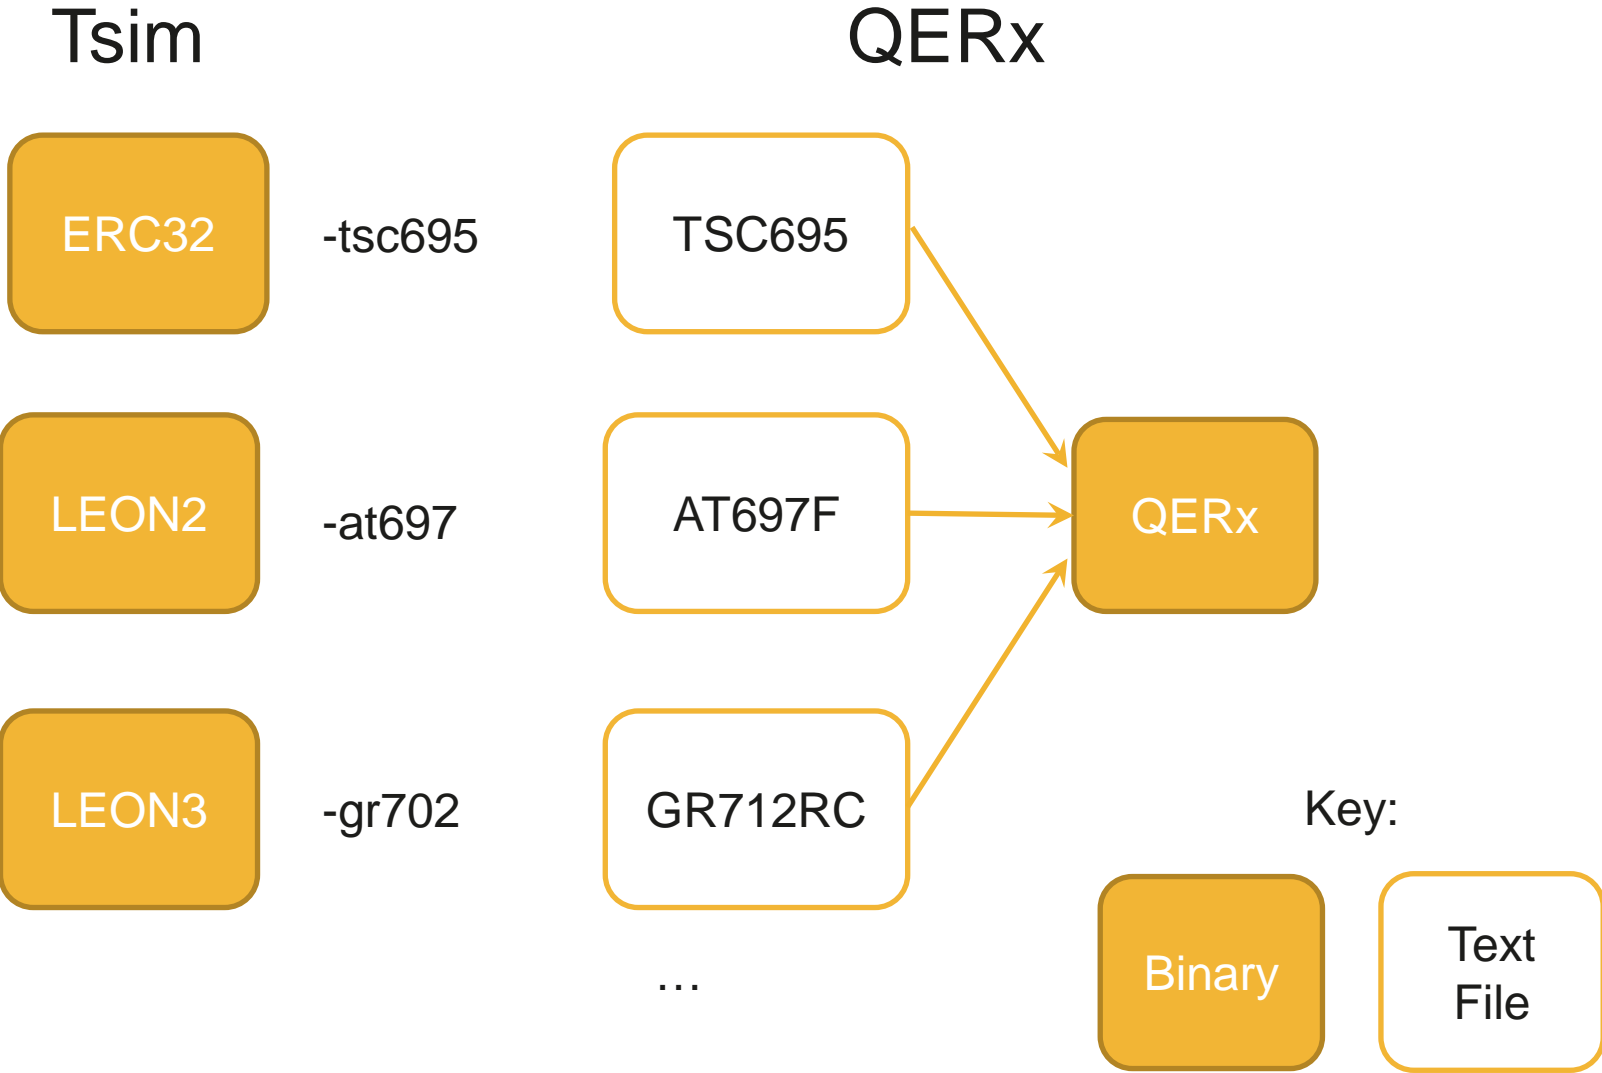 Tsim
QERx
ERC32
-tsc695
TSC695
LEON2
-at697
AT697F
QERx
LEON3
-gr702
GR712RC
Key:
…
Binary
Text
File